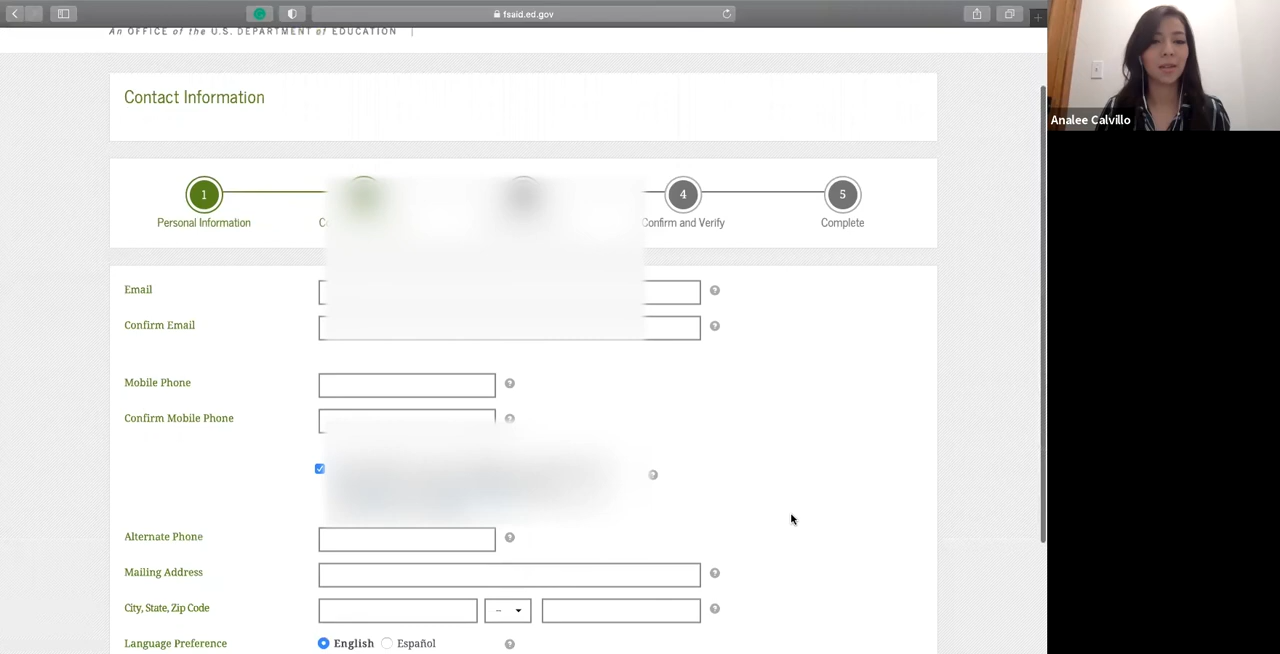 fsaid.ed.gov
An OFFICE of the U.S. DEPARTMENT of EDUCATION
Analee Calvillo
Contact Information
1 4 5
Personal Information Confirm and Verify Complete
Email
Confirm Email
Mobile Phone
Confirm Mobile Phone
Alternate Phone
Mailing Address
City, State, Zip Code --
Language Preference English Español